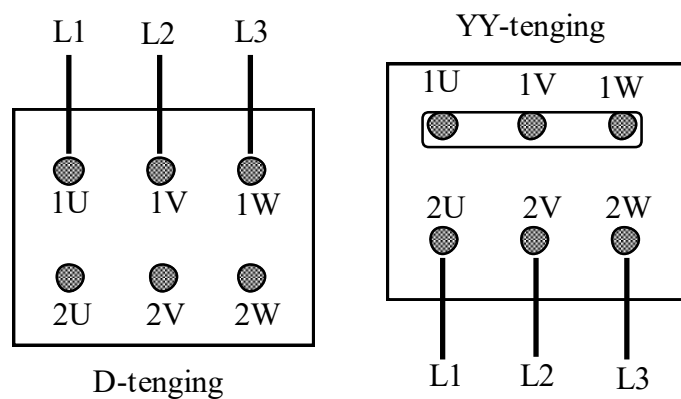 L1 L2 L3
1U 1V 1W
2U 2V 2W
D-tenging
YY-tenging
1U 1V 1W
2U 2V 2W
L1 L2 L3